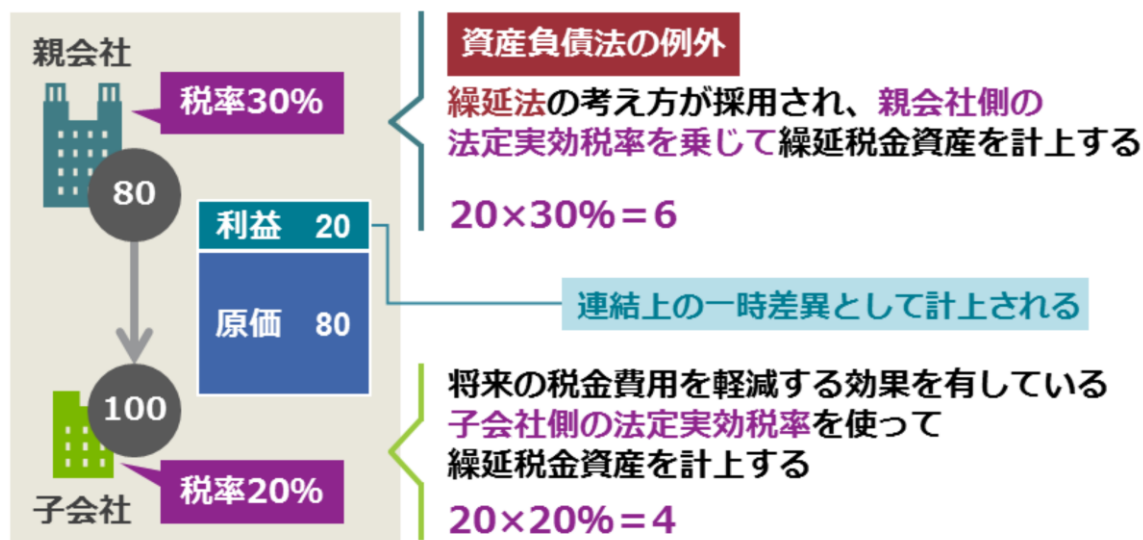 親会社
税率30%
80
利益 20
原価 80
100
税率20%
子会社
資産負債法の例外
繰延法の考え方が採用され、親会社側の
法定実効税率を乗じて繰延税金資産を計上する
20×30%=6
連結上の一時差異として計上される
将来の税金費用を軽減する効果を有している
子会社側の法定実効税率を使って
繰延税金資産を計上する
20×20%=4